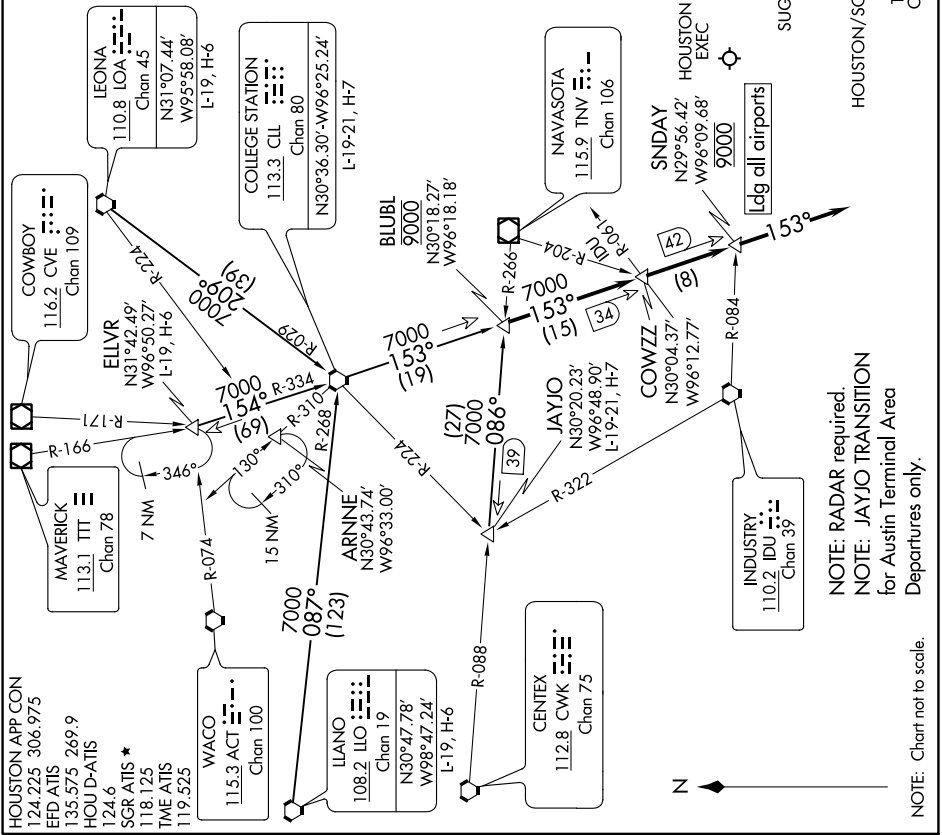 HOUSTON APP CON
124.225 306.975
EFD ATIS
135.575 269.9
HOU D-ATIS
124.6
SGR ATIS ★
118.125
TME ATIS
119.525
MAVERICK
113.1 TTT
Chan 78
COWBOY
116.2 CVE
Chan 109
LEONA
110.8 LOA
Chan 45
N31°07.44'
W95°58.08'
L-19, H-6
R-166
R-171
ELLVR
N31°42.49'
W96°50.27'
L-19, H-6
346°
7 NM
R-224
7000
209°
(39)
R-029
COLLEGE STATION
113.3 CLL
Chan 80
N30°36.30'-W96°25.24'
L-19-21, H-7
WACO
115.3 ACT
Chan 100
R-074
130°
310°
15 NM
7000
154°
(69)
R-334
R-310
R-268
ARNNE
N30°43.74'
W96°33.00'
7000
087°
(123)
LLANO
108.2 LLO
Chan 19
N30°47.78'
W98°47.24'
L-19, H-6
7000
153°
(19)
BLUBL
9000
N30°18.27'
W96°18.18'
NAVASOTA
115.9 TNV
Chan 106
R-266
R-204
R-224
(27)
7000
086°
39
JAYJO
N30°20.23'
W96°48.90'
L-19-21, H-7
R-088
CENTEX
112.8 CWK
Chan 75
7000
153°
(15)
34
IDU
R-061
COWZZ
N30°04.37'
W96°12.77'
42
(8)
SNDAY
N29°56.42'
W96°09.68'
9000
Ldg all airports
HOUSTON
EXEC
153°
R-322
R-084
INDUSTRY
110.2 IDU
Chan 39
NOTE: RADAR required.
NOTE: JAYJO TRANSITION
for Austin Terminal Area
Departures only.
N
NOTE: Chart not to scale.
SUG
HOUSTON/SC